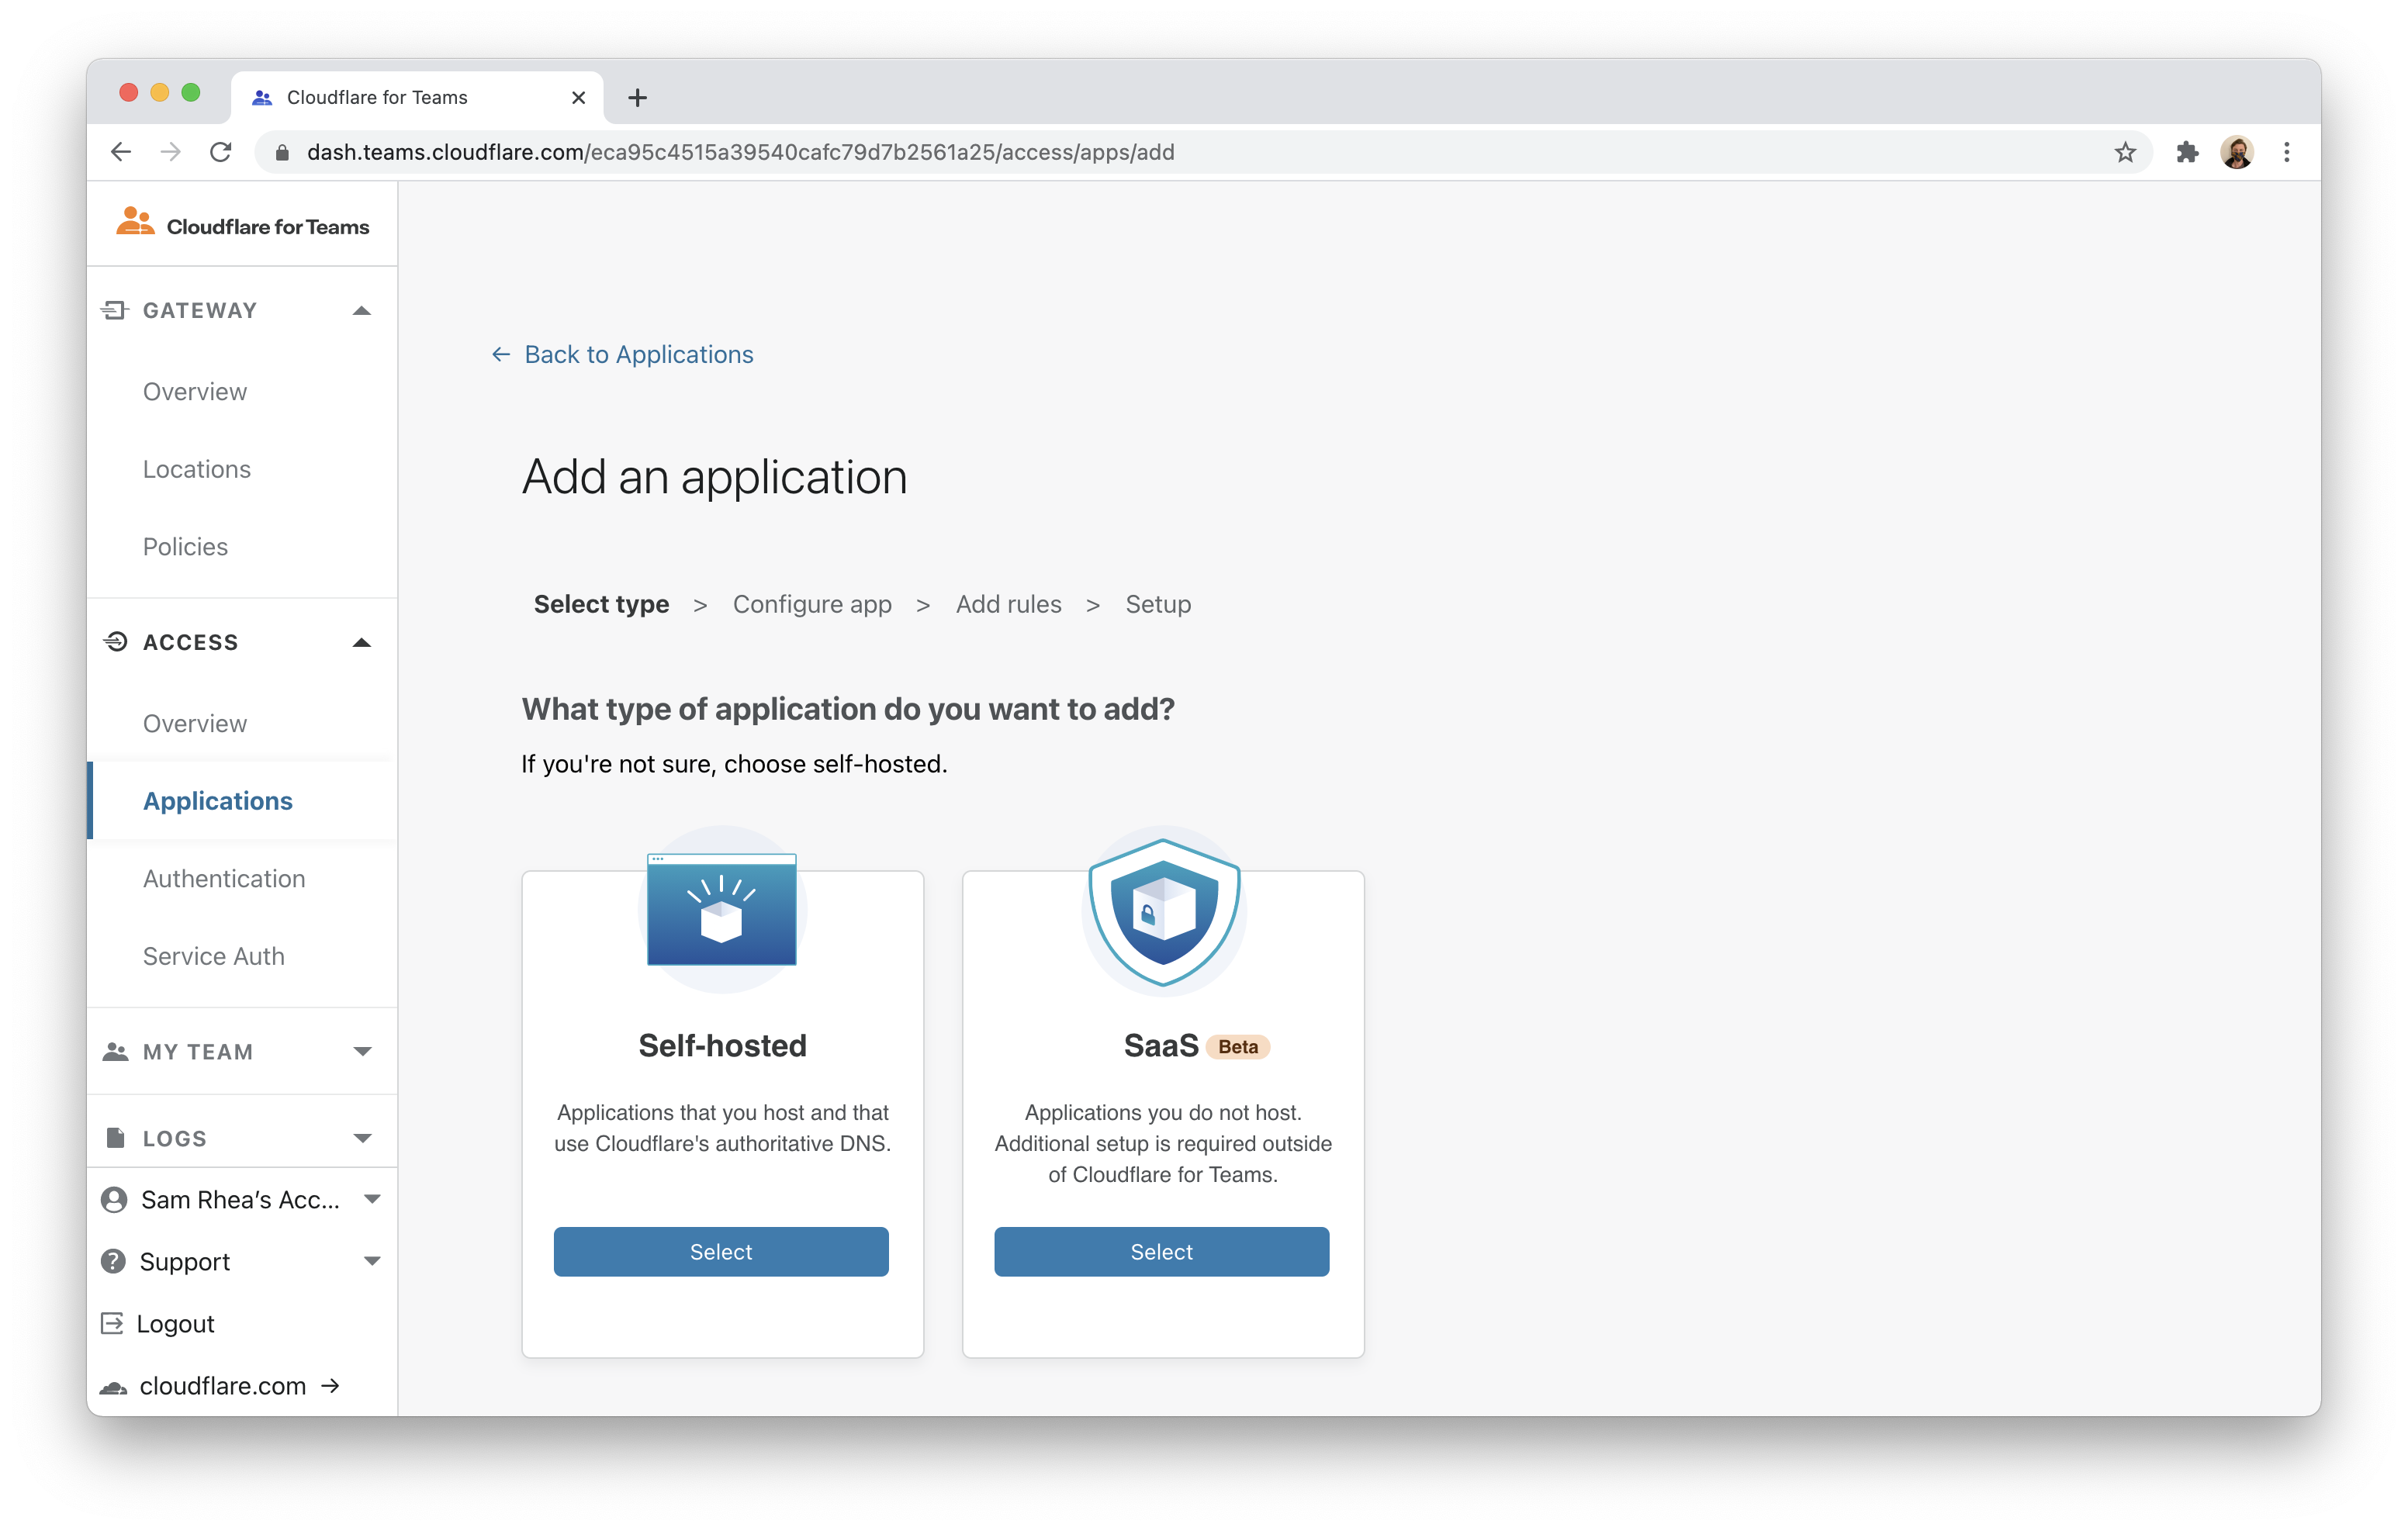 Cloudflare for Teams
dash.teams.cloudflare.com/eca95c4515a39540cafc79d7b2561a25/access/apps/add
Cloudflare for Teams
GATEWAY
Overview
Locations
Policies
ACCESS
Overview
Applications
Authentication
Service Auth
MY TEAM
LOGS
Sam Rhea’s Acc...
Support
Logout
cloudflare.com →
← Back to Applications
Add an application
Select type > Configure app > Add rules > Setup
What type of application do you want to add?
If you're not sure, choose self-hosted.
Self-hosted
Applications that you host and that
use Cloudflare's authoritative DNS.
Select
SaaS Beta
Applications you do not host.
Additional setup is required outside
of Cloudflare for Teams.
Select